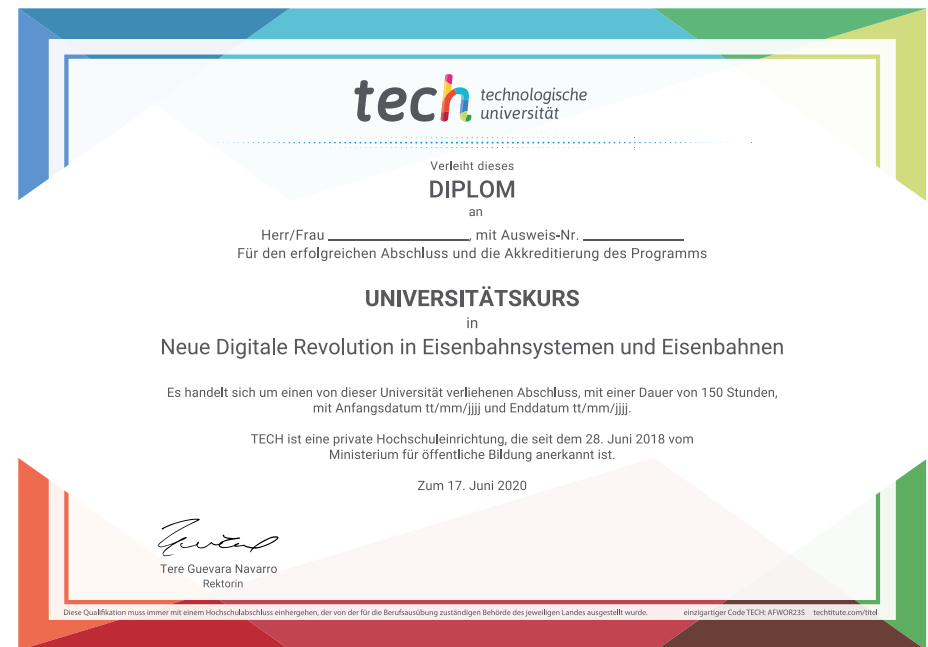 tech technologische
universität
Verleiht dieses
DIPLOM
an
Herr/Frau ____________________, mit Ausweis-Nr. ______________
Für den erfolgreichen Abschluss und die Akkreditierung des Programms
UNIVERSITÄTSKURS
in
Neue Digitale Revolution in Eisenbahnsystemen und Eisenbahnen
Es handelt sich um einen von dieser Universität verliehenen Abschluss, mit einer Dauer von 150 Stunden,
mit Anfangsdatum tt/mm/jjjj und Enddatum tt/mm/jjjj.
TECH ist eine private Hochschuleinrichtung, die seit dem 28. Juni 2018 vom
Ministerium für öffentliche Bildung anerkannt ist.
Zum 17. Juni 2020
Tere Guevara Navarro
Rektorin
Diese Qualifikation muss immer mit einem Hochschulabschluss einhergehen, der von der für die Berufsausübung zuständigen Behörde des jeweiligen Landes ausgestellt wurde. einzigartiger Code TECH: AFWOR23S techtitute.com/titel